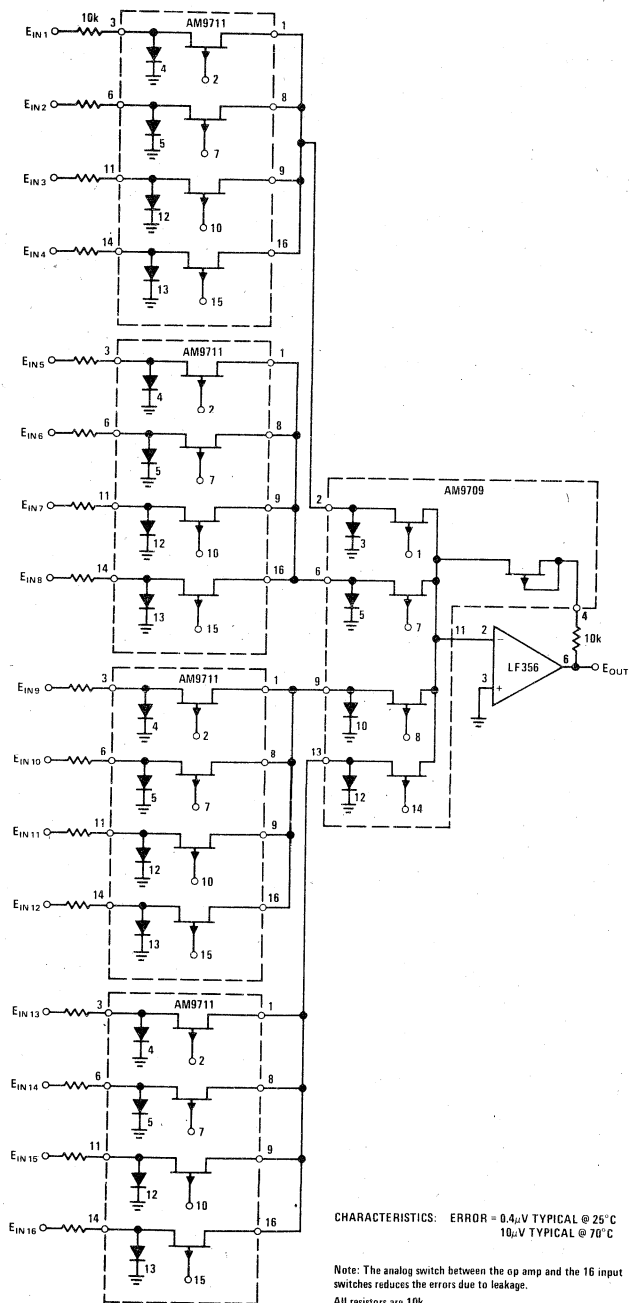 AM9711
10k
EIN1
3
1
4
2
EIN2
6
8
5
7
EIN3
11
9
12
10
EIN4
14
16
13
15
AM9711
EIN5
3
1
4
2
EIN6
6
8
5
7
EIN7
11
9
12
10
EIN8
14
16
13
15
AM9709
2
3
1
6
5
7
4
10k
11
2
−
LF356
6
EOUT
3
+
9
10
8
13
12
14
AM9711
EIN9
3
1
4
2
EIN10
6
8
5
7
EIN11
11
9
12
10
EIN12
14
16
13
15
AM9711
EIN13
3
1
4
2
EIN14
6
8
5
7
EIN15
11
9
12
10
EIN16
14
16
13
15
CHARACTERISTICS: ERROR = 0.4μV TYPICAL @ 25°C
10μV TYPICAL @ 70°C
Note: The analog switch between the op amp and the 16 input
switches reduces the errors due to leakage.
All resistors are 10k